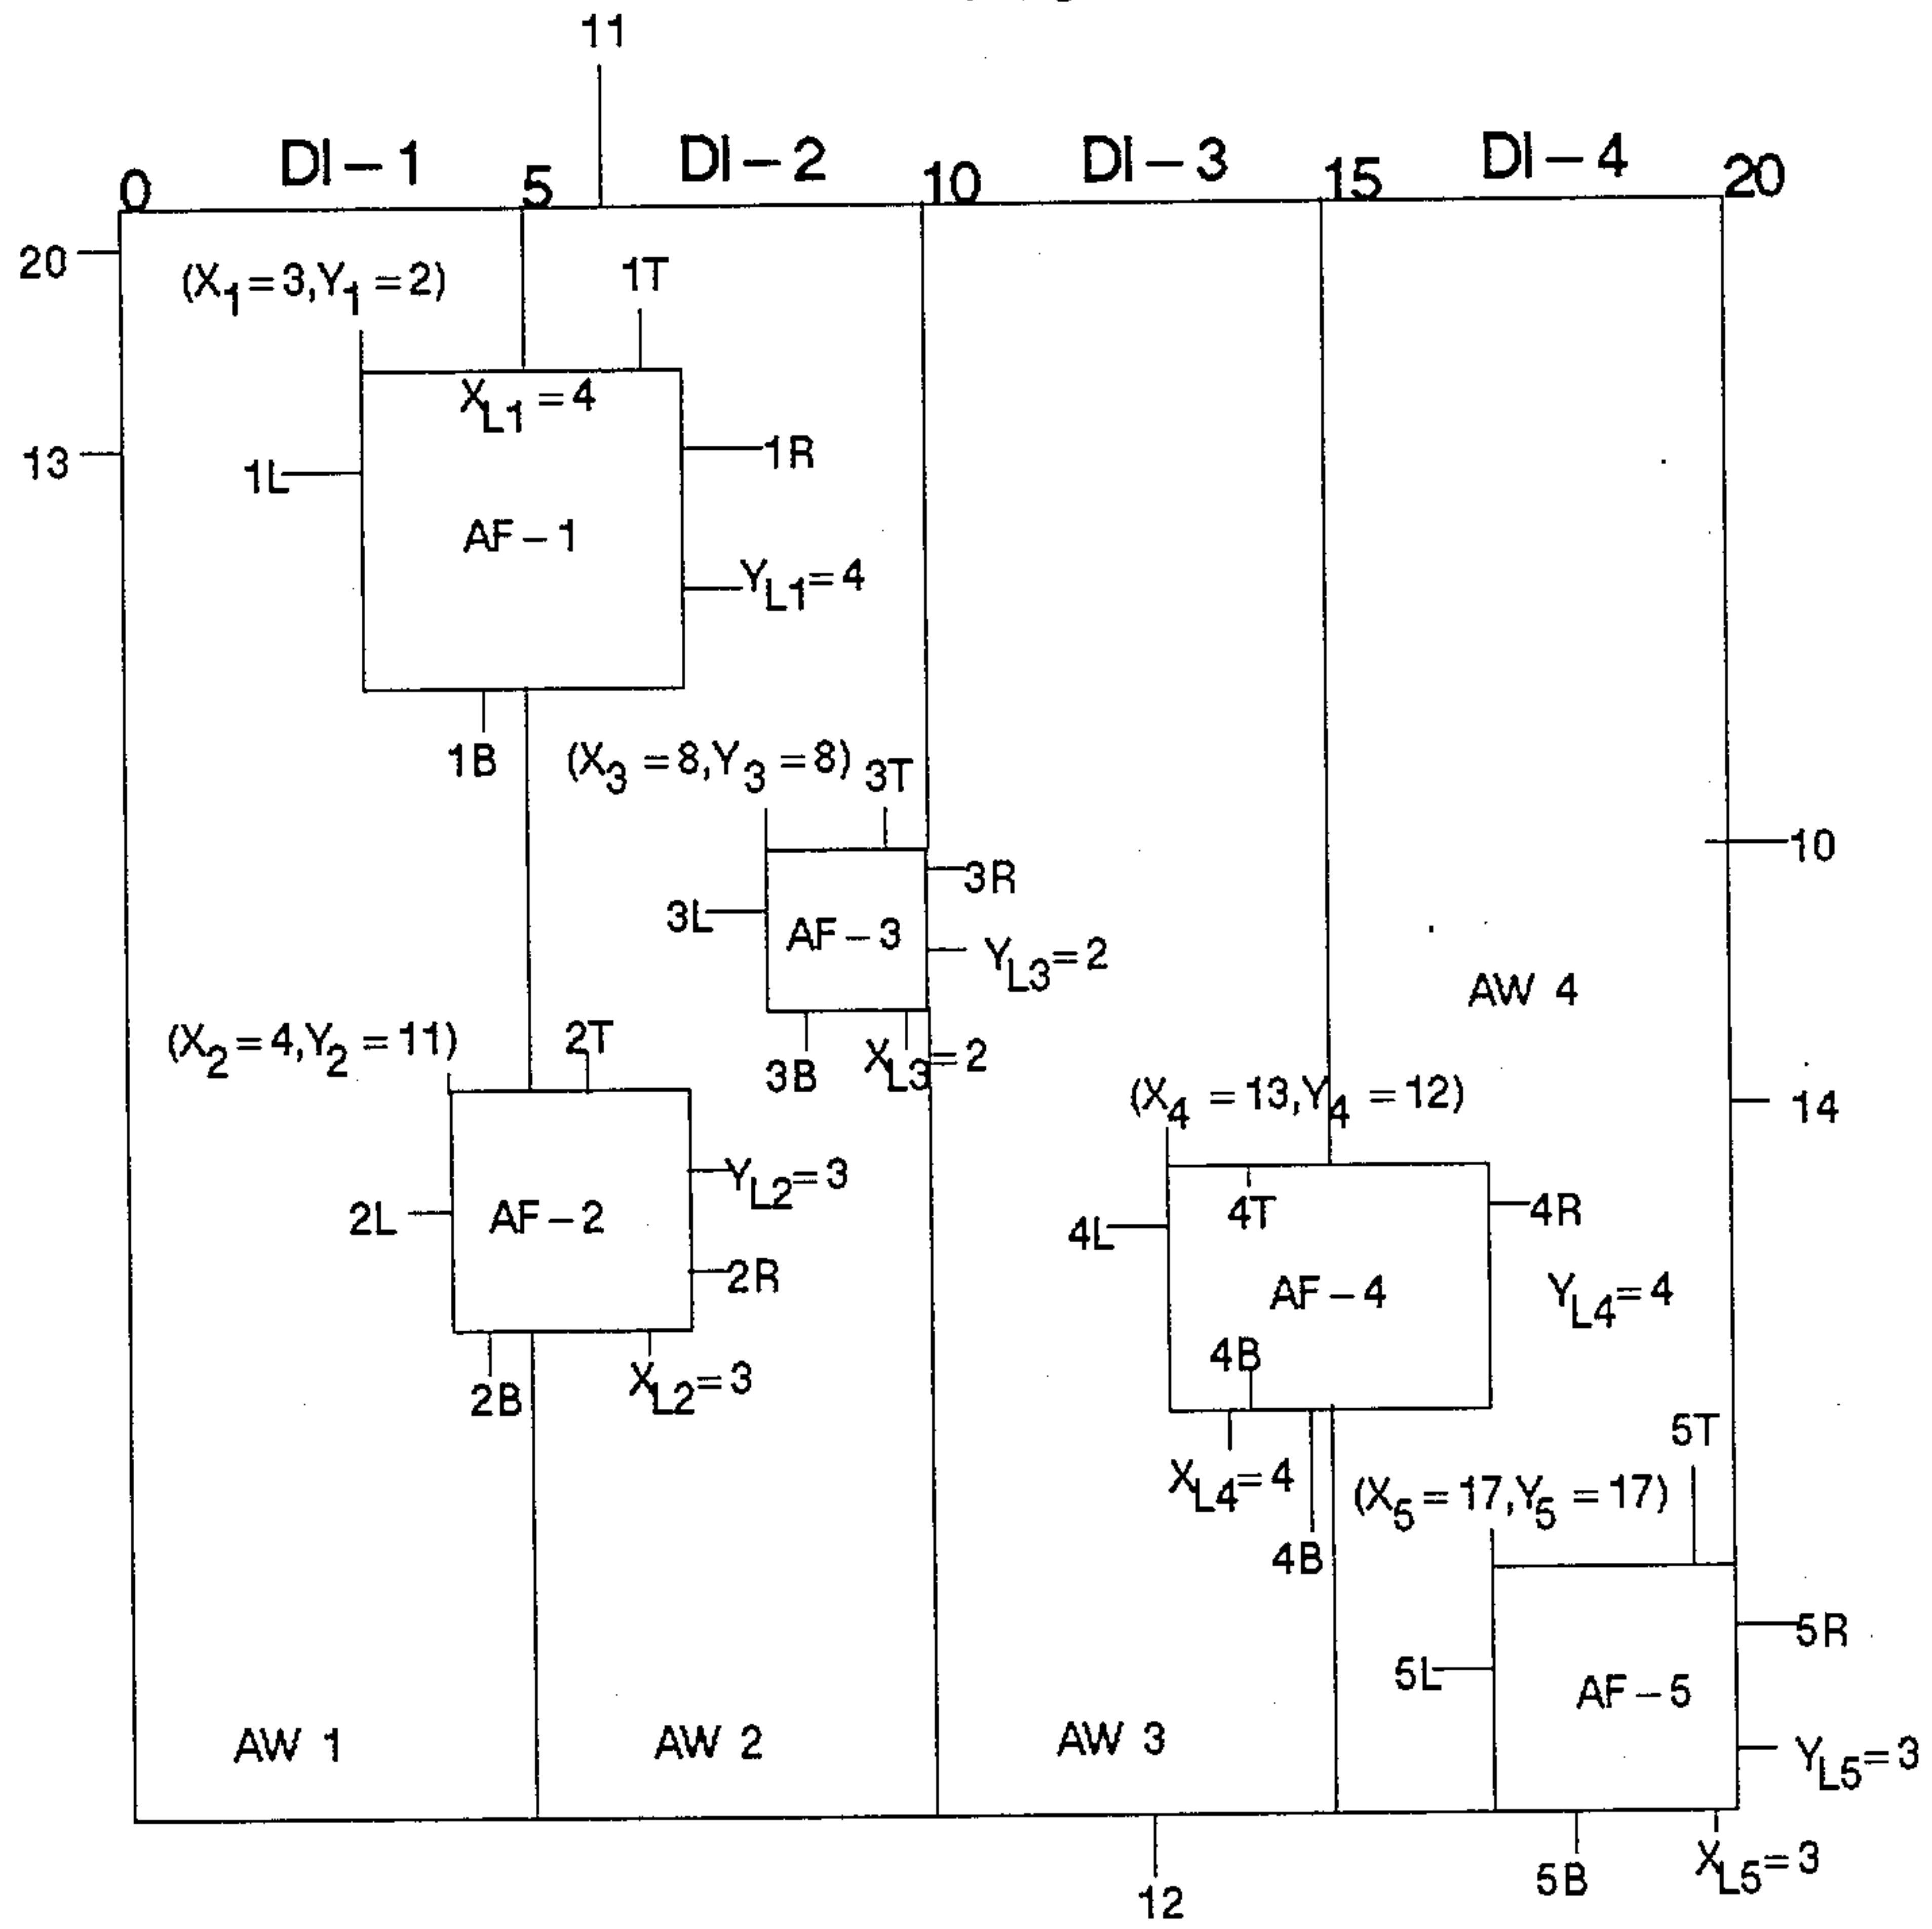 11
DI-1 DI-2 DI-3 DI-4
0 5 10 15 20
20
(X1=3,Y1=2) 1T
XL1=4
13 1L 1R
AF-1
YL1=4
1B (X3=8,Y3=8) 3T
10
3R
3L AF-3
YL3=2
AW 4
(X2=4,Y2=11) 2T
3B XL3=2
(X4=13,Y4=12) 14
YL2=3
2L AF-2 4L 4T 4R
2R AF-4 YL4=4
4B
2B XL2=3
5T
XL4=4 (X5=17,Y5=17)
4B
5R
5L AF-5
AW 1 AW 2 AW 3
YL5=3
12 5B XL5=3